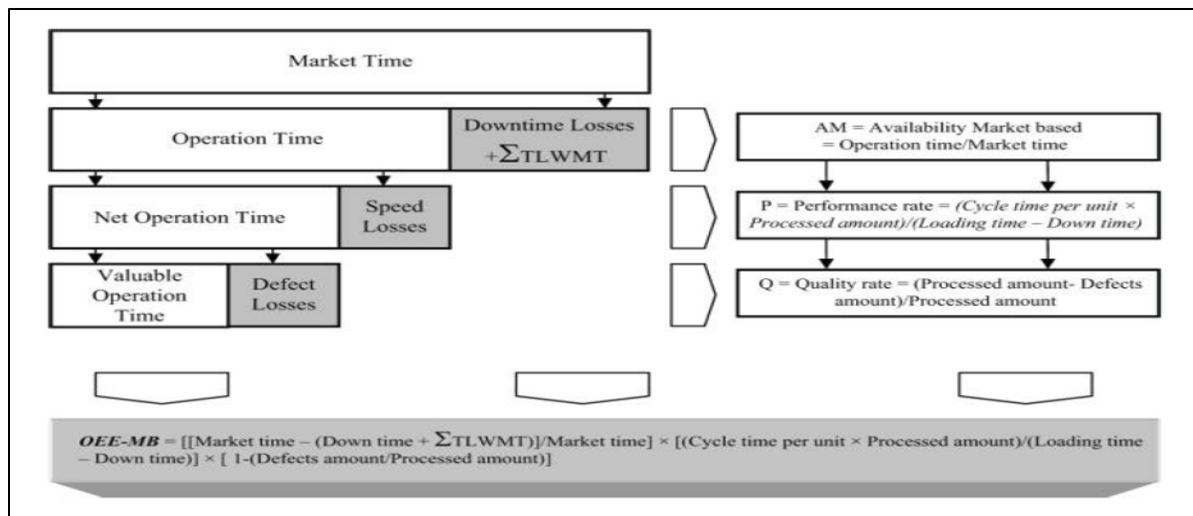 Market Time
Operation Time
Downtime Losses
+ΣTLWMT
AM = Availability Market based
= Operation time/Market time
Net Operation Time
Speed
Losses
P = Performance rate = (Cycle time per unit ×
Processed amount)/(Loading time – Down time)
Valuable
Operation
Time
Defect
Losses
Q = Quality rate = (Processed amount- Defects
amount)/Processed amount
OEE-MB = [[Market time – (Down time + ΣTLWMT)]/Market time] × [(Cycle time per unit × Processed amount)/(Loading time
– Down time)] × [ 1-(Defects amount/Processed amount)]